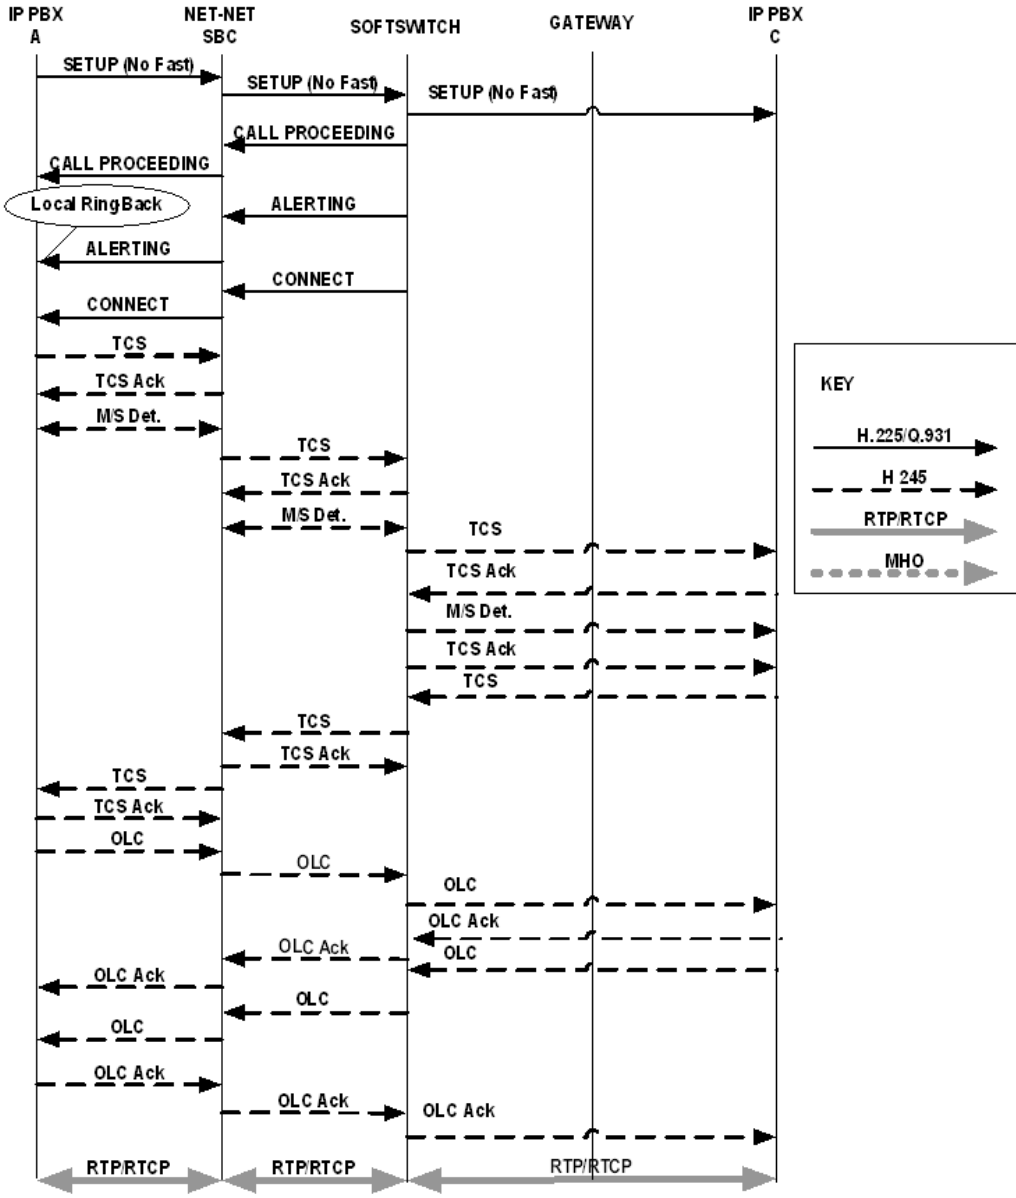 IP PBX
A
NET-NET
SBC
SOFTSWITCH
GATEWAY
IP PBX
C
SETUP (No Fast)
SETUP (No Fast)
SETUP (No Fast)
CALL PROCEEDING
CALL PROCEEDING
Local RingBack
ALERTING
ALERTING
CONNECT
CONNECT
TCS
TCS Ack
M/S Det.
TCS
TCS Ack
M/S Det.
TCS
TCS Ack
M/S Det.
TCS Ack
TCS
TCS
TCS Ack
TCS
TCS Ack
OLC
OLC
OLC
OLC Ack
OLC Ack
OLC
OLC Ack
OLC
OLC
OLC Ack
OLC Ack
OLC Ack
RTP/RTCP
RTP/RTCP
RTP/RTCP
KEY
H.225/Q.931
H 245
RTP/RTCP
MHO